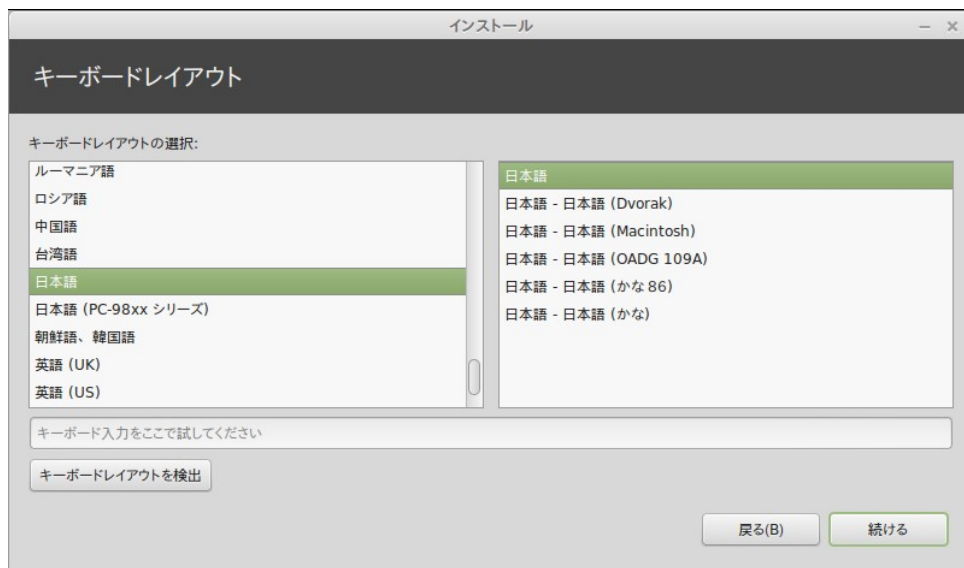 インストール
キーボードレイアウト
キーボードレイアウトの選択:
ルーマニア語
ロシア語
中国語
台湾語
日本語
日本語 (PC-98xx シリーズ)
朝鮮語、韓国語
英語 (UK)
英語 (US)
日本語
日本語 - 日本語 (Dvorak)
日本語 - 日本語 (Macintosh)
日本語 - 日本語 (OADG 109A)
日本語 - 日本語 (かな 86)
日本語 - 日本語 (かな)
キーボード入力をここで試してください
キーボードレイアウトを検出
戻る(B)
続ける